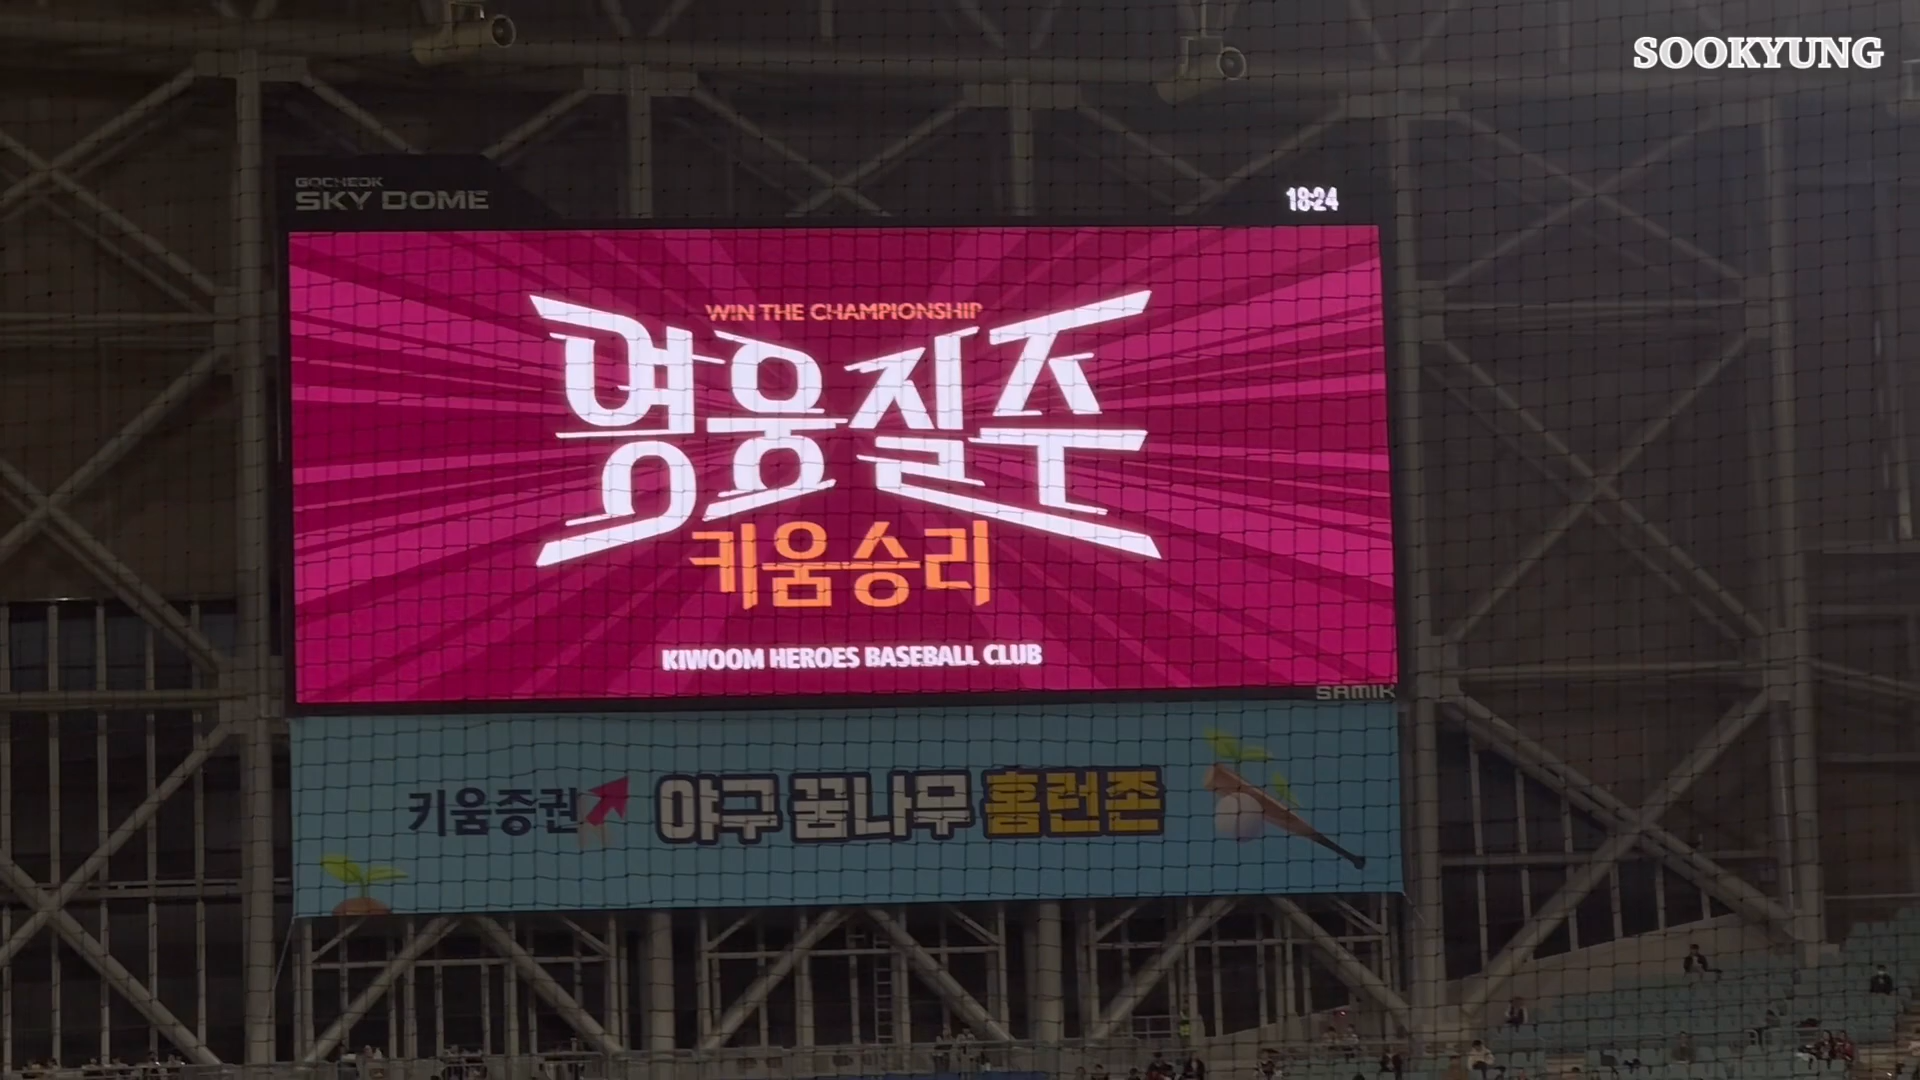 SOOKYUNG
GOCHEOK
SKY DOME
18:24
WIN THE CHAMPIONSHIP
영웅질주
키움승리
KIWOOM HEROES BASEBALL CLUB
SAMIK
키움증권 야구 꿈나무 홈런존